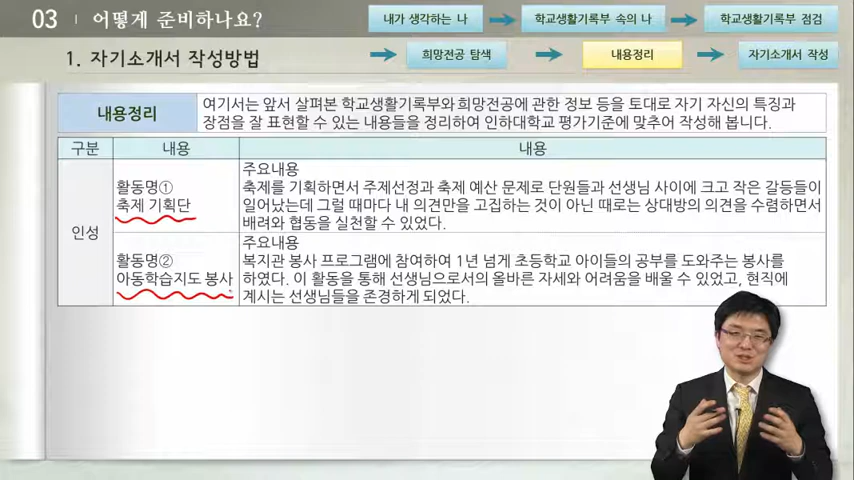 03 | 어떻게 준비하나요?
내가 생각하는 나
학교생활기록부 속의 나
학교생활기록부 점검
1. 자기소개서 작성방법
희망전공 탐색
내용정리
자기소개서 작성
내용정리
여기서는 앞서 살펴본 학교생활기록부와 희망전공에 관한 정보 등을 토대로 자기 자신의 특징과
장점을 잘 표현할 수 있는 내용들을 정리하여 인하대학교 평가기준에 맞추어 작성해 봅니다.
구분 내용 내용
인성
활동명①
축제 기획단
주요내용
축제를 기획하면서 주제선정과 축제 예산 문제로 단원들과 선생님 사이에 크고 작은 갈등들이
일어났는데 그럴 때마다 내 의견만을 고집하는 것이 아닌 때로는 상대방의 의견을 수렴하면서
배려와 협동을 실천할 수 있었다.
활동명②
아동학습지도 봉사
주요내용
복지관 봉사 프로그램에 참여하여 1년 넘게 초등학교 아이들의 공부를 도와주는 봉사를
하였다. 이 활동을 통해 선생님으로서의 올바른 자세와 어려움을 배울 수 있었고, 현직에
계시는 선생님들을 존경하게 되었다.